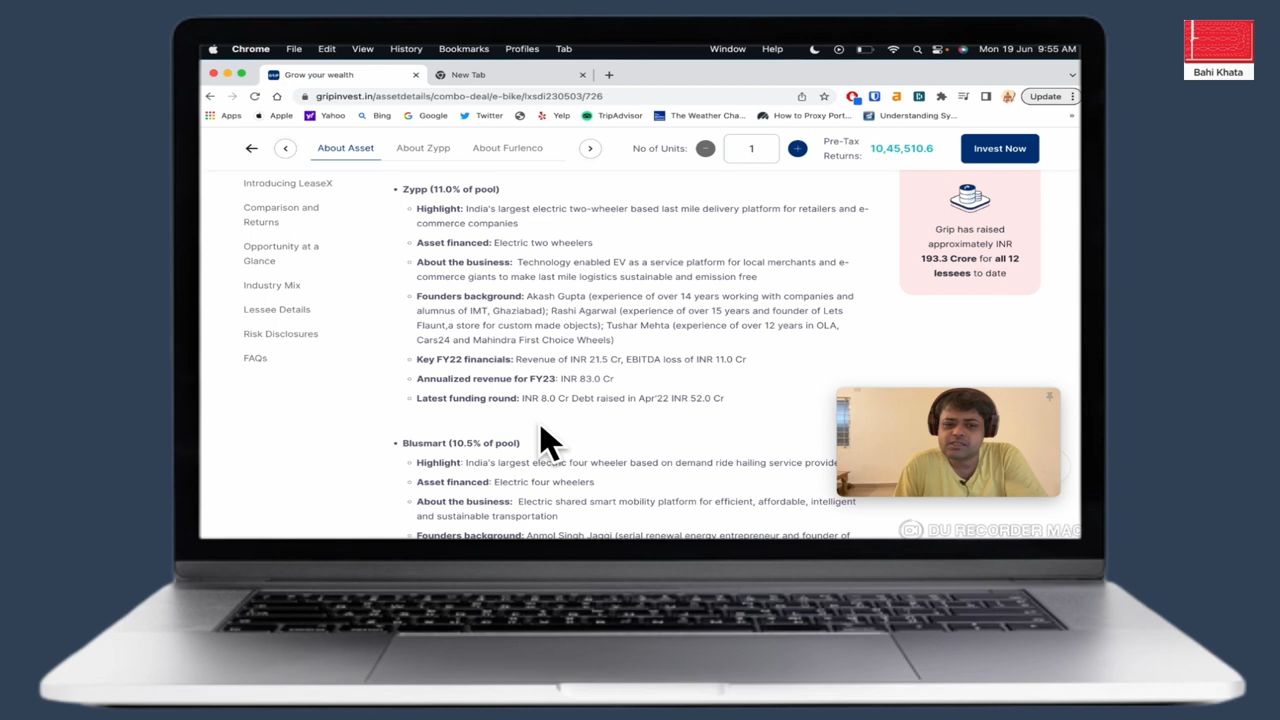 Chrome File Edit View History Bookmarks Profiles Tab Window Help Mon 19 Jun 9:55 AM
Bahi Khata
GRIP Grow your wealth New Tab
gripinvest.in/assetdetails/combo-deal/e-bike/lxsdi230503/726 Update
Apps Apple Yahoo Bing Google Twitter Yelp TripAdvisor The Weather Cha... How to Proxy Port... Understanding Sy... »
About Asset About Zypp About Furlenco No of Units: 1 Pre-Tax Returns: 10,45,510.6 Invest Now
Introducing LeaseX
Comparison and
Returns
Opportunity at a
Glance
Industry Mix
Lessee Details
Risk Disclosures
FAQs
• Zypp (11.0% of pool)
Highlight: India's largest electric two-wheeler based last mile delivery platform for retailers and e-
commerce companies
Asset financed: Electric two wheelers
About the business: Technology enabled EV as a service platform for local merchants and e-
commerce giants to make last mile logistics sustainable and emission free
Founders background: Akash Gupta (experience of over 14 years working with companies and
alumnus of IMT, Ghaziabad); Rashi Agarwal (experience of over 15 years and founder of Lets
Flaunt,a store for custom made objects); Tushar Mehta (experience of over 12 years in OLA,
Cars24 and Mahindra First Choice Wheels)
Key FY22 financials: Revenue of INR 21.5 Cr, EBITDA loss of INR 11.0 Cr
Annualized revenue for FY23: INR 83.0 Cr
Latest funding round: INR 8.0 Cr Debt raised in Apr'22 INR 52.0 Cr
• Blusmart (10.5% of pool)
Highlight: India's largest electric four wheeler based on demand ride hailing service provide
Asset financed: Electric four wheelers
About the business: Electric shared smart mobility platform for efficient, affordable, intelligent
and sustainable transportation
Founders background: Anmol Singh Jaggi (serial renewal energy entrepreneur and founder of
Grip has raised
approximately INR
193.3 Crore for all 12
lessees to date
DU RECORDER MAC